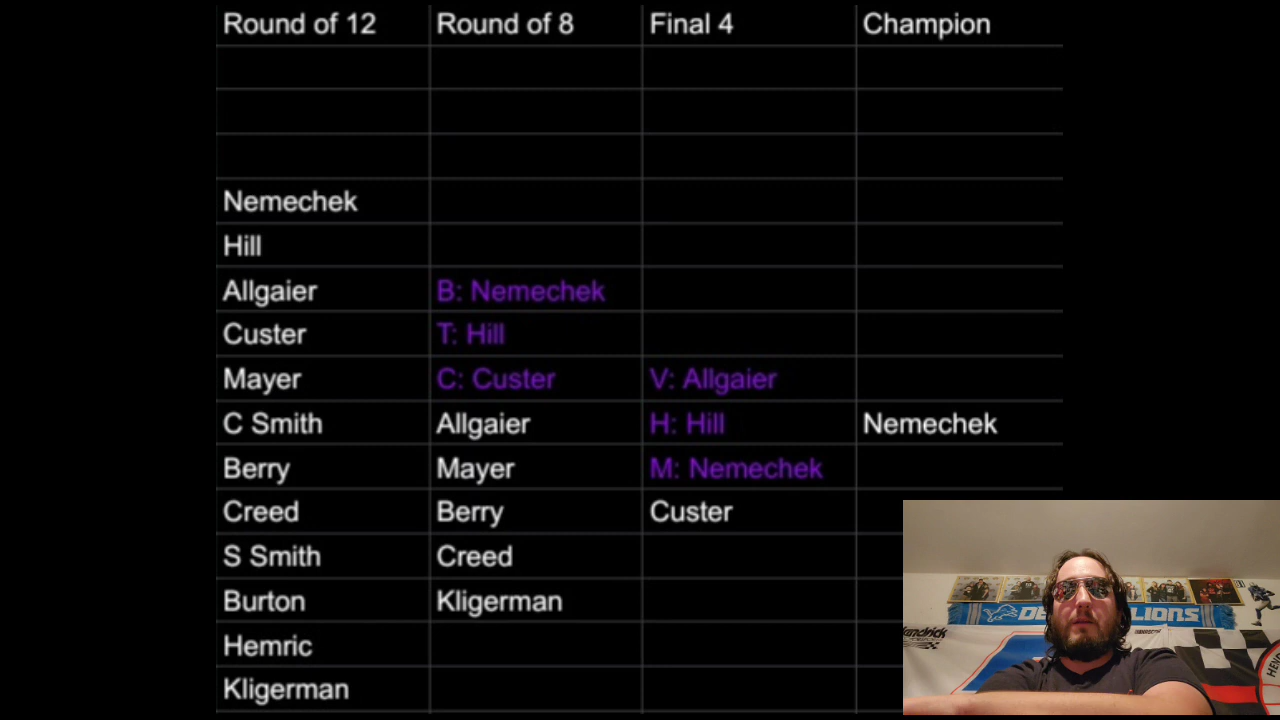 Round of 12 Round of 8 Final 4 Champion
Nemechek
Hill
Allgaier B: Nemechek
Custer T: Hill
Mayer C: Custer V: Allgaier
C Smith Allgaier H: Hill Nemechek
Berry Mayer M: Nemechek
Creed Berry Custer
S Smith Creed
Burton Kligerman
Hemric
Kligerman
LIONS